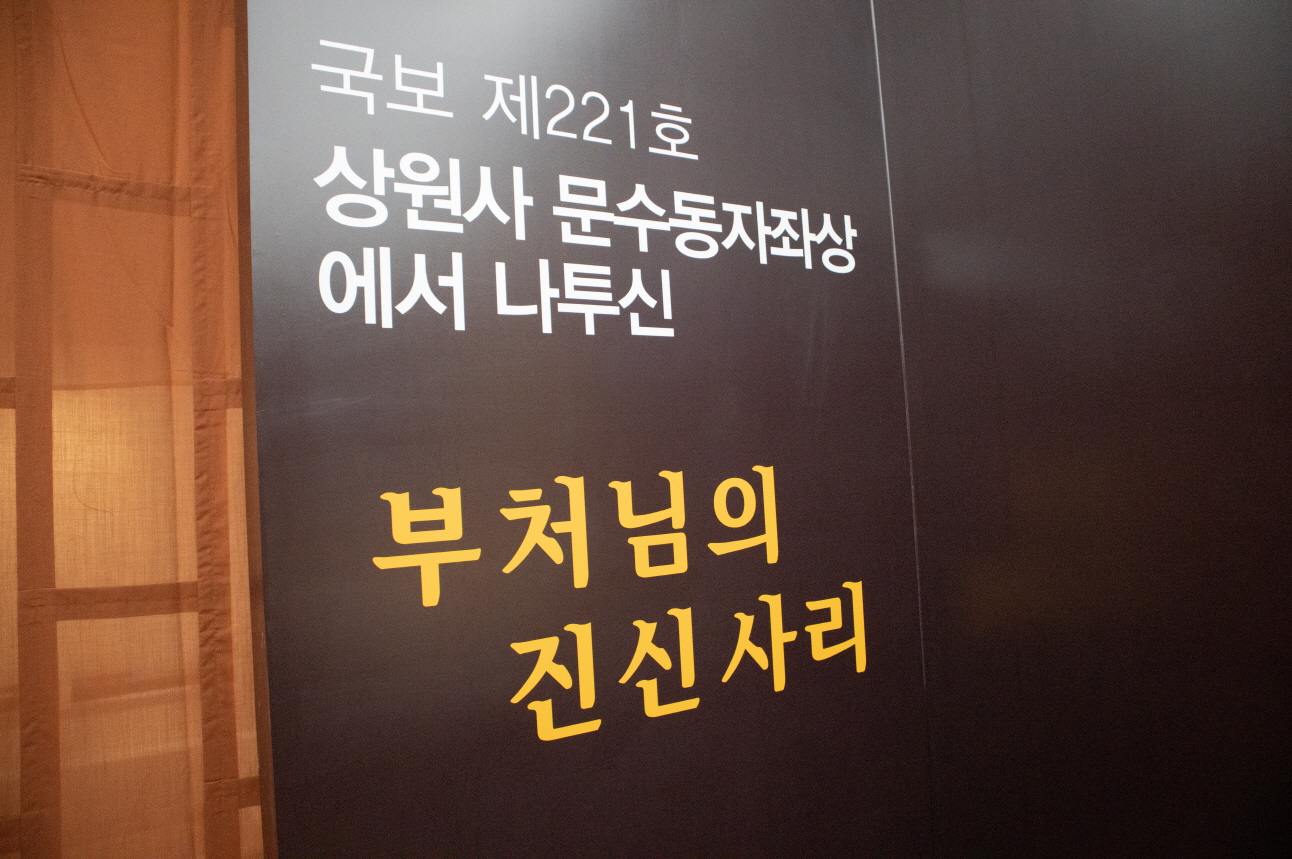 국보 제221호
상원사 문수동자좌상
에서 나투신
부처님의
진신사리